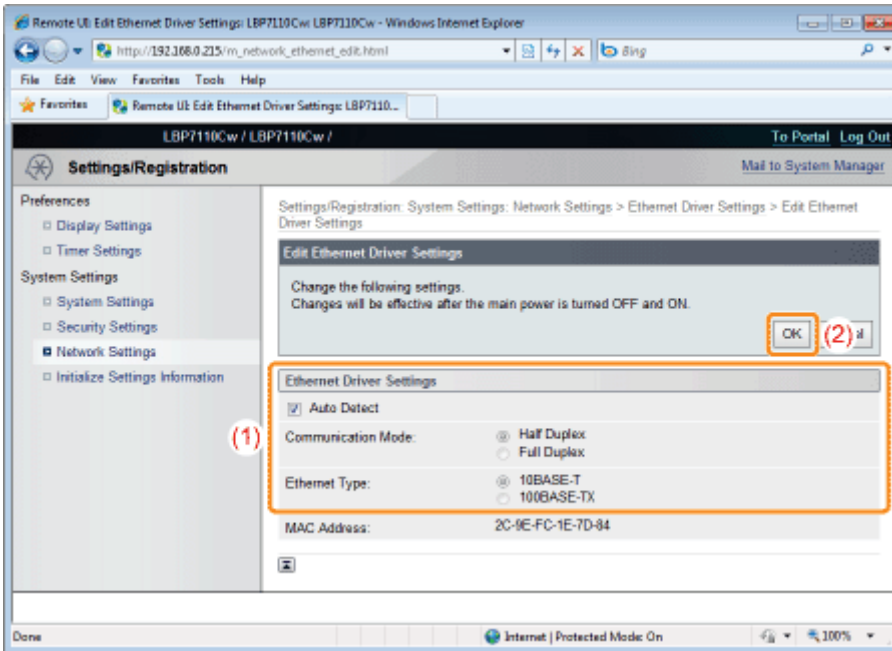 Remote UI: Edit Ethernet Driver Settings: LBP7110Cw: LBP7110Cw - Windows Internet Explorer
http://192.168.0.215/m_network_ethernet_edit.html
Bing
File Edit View Favorites Tools Help
Favorites
Remote UI: Edit Ethernet Driver Settings: LBP7110...
LBP7110Cw / LBP7110Cw /
To Portal Log Out
Settings/Registration
Mail to System Manager
Preferences
Display Settings
Timer Settings
System Settings
System Settings
Security Settings
Network Settings
Initialize Settings Information
Settings/Registration: System Settings: Network Settings > Ethernet Driver Settings > Edit Ethernet
Driver Settings
Edit Ethernet Driver Settings
Change the following settings.
Changes will be effective after the main power is turned OFF and ON.
OK
(2)
(1)
Ethernet Driver Settings
Auto Detect
Communication Mode:
Half Duplex
Full Duplex
Ethernet Type:
10BASE-T
100BASE-TX
MAC Address:
2C-9E-FC-1E-7D-84
Done
Internet | Protected Mode: On
100%